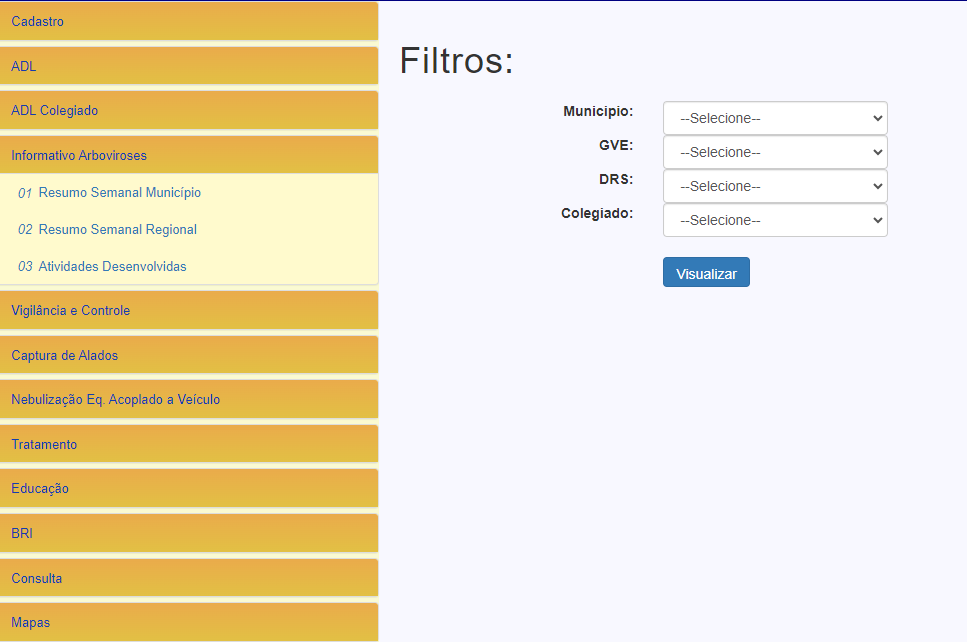 Cadastro
ADL
ADL Colegiado
Informativo Arboviroses
01 Resumo Semanal Município
02 Resumo Semanal Regional
03 Atividades Desenvolvidas
Vigilância e Controle
Captura de Alados
Nebulização Eq. Acoplado a Veículo
Tratamento
Educação
BRI
Consulta
Mapas
Filtros:
Municipio: --Selecione--
GVE: --Selecione--
DRS: --Selecione--
Colegiado: --Selecione--
Visualizar